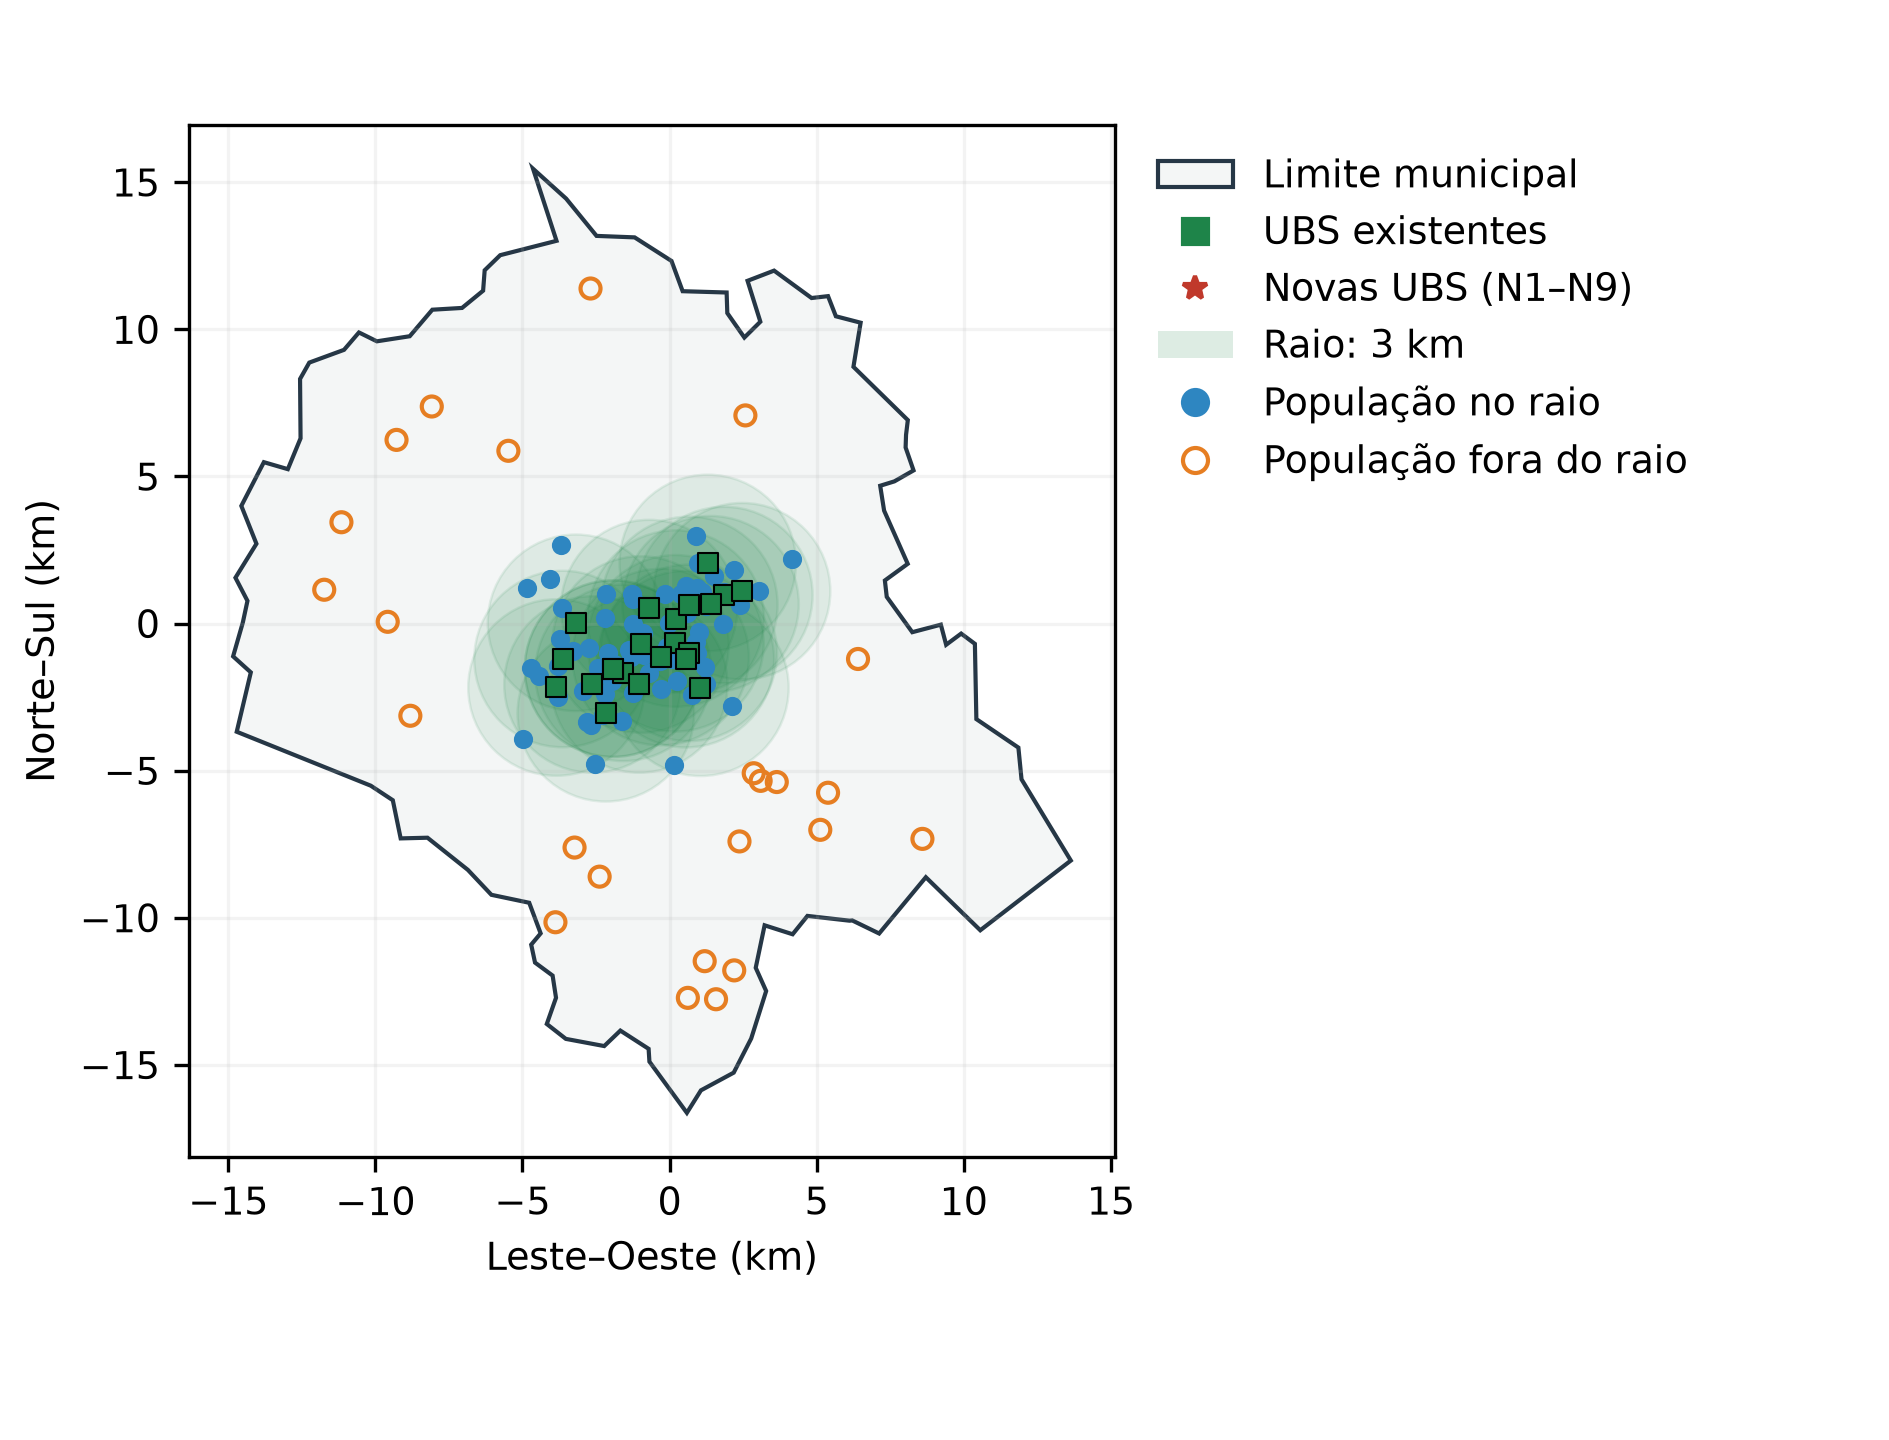 Limite municipal
UBS existentes
Novas UBS (N1–N9)
Raio: 3 km
População no raio
População fora do raio
Norte–Sul (km)
15
10
5
0
−5
−10
−15
−15 −10 −5 0 5 10 15
Leste–Oeste (km)